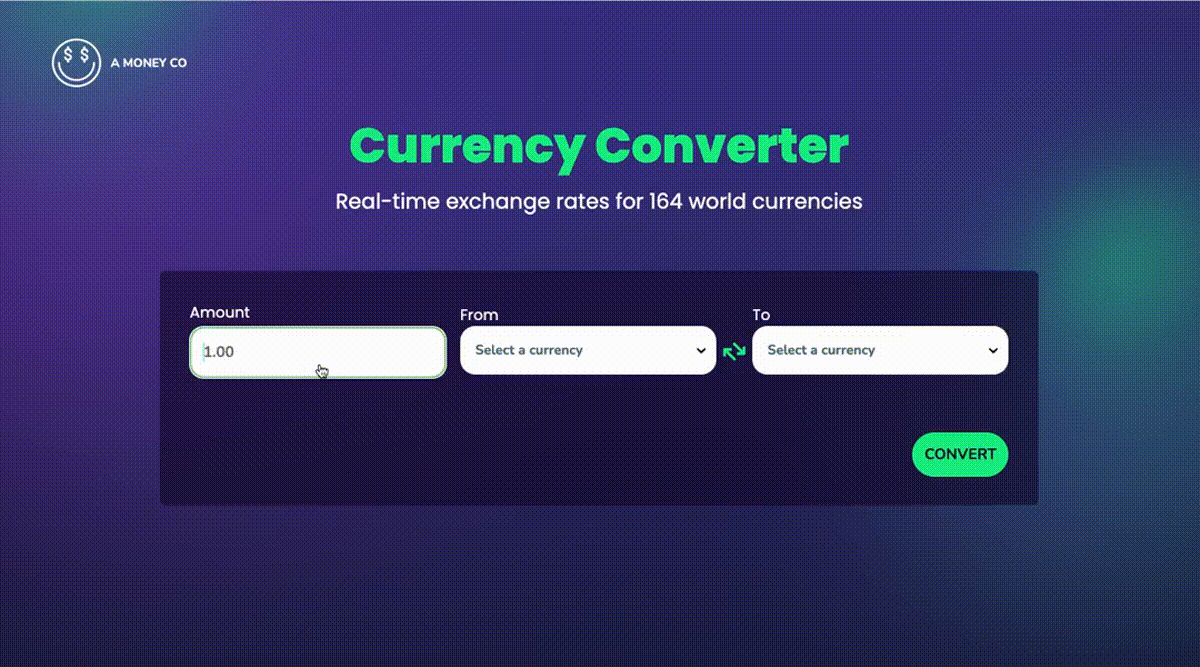 $ $
A MONEY CO
Currency Converter
Real-time exchange rates for 164 world currencies
Amount
From
To
1.00
Select a currency
Select a currency
CONVERT